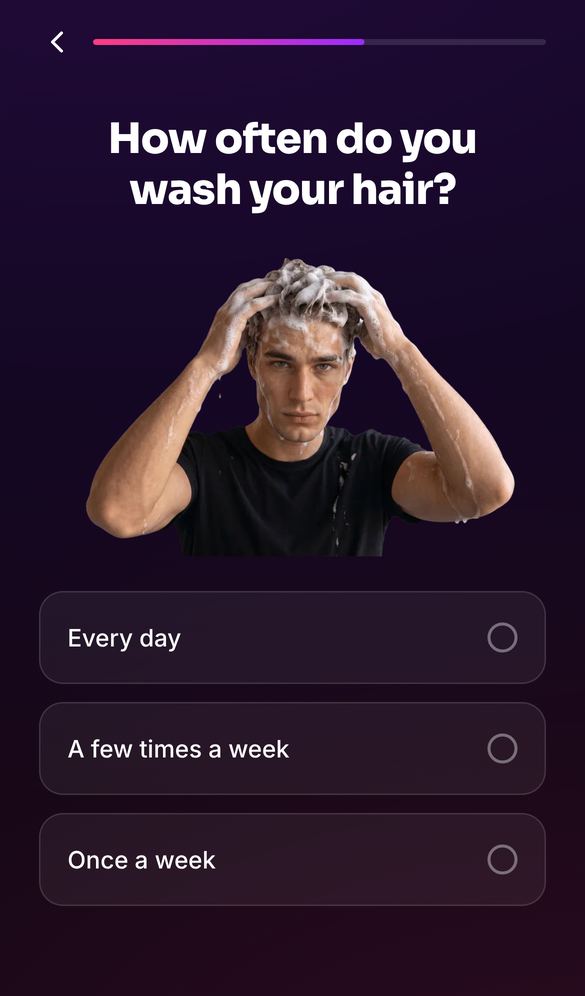 How often do you
wash your hair?
Every day
A few times a week
Once a week